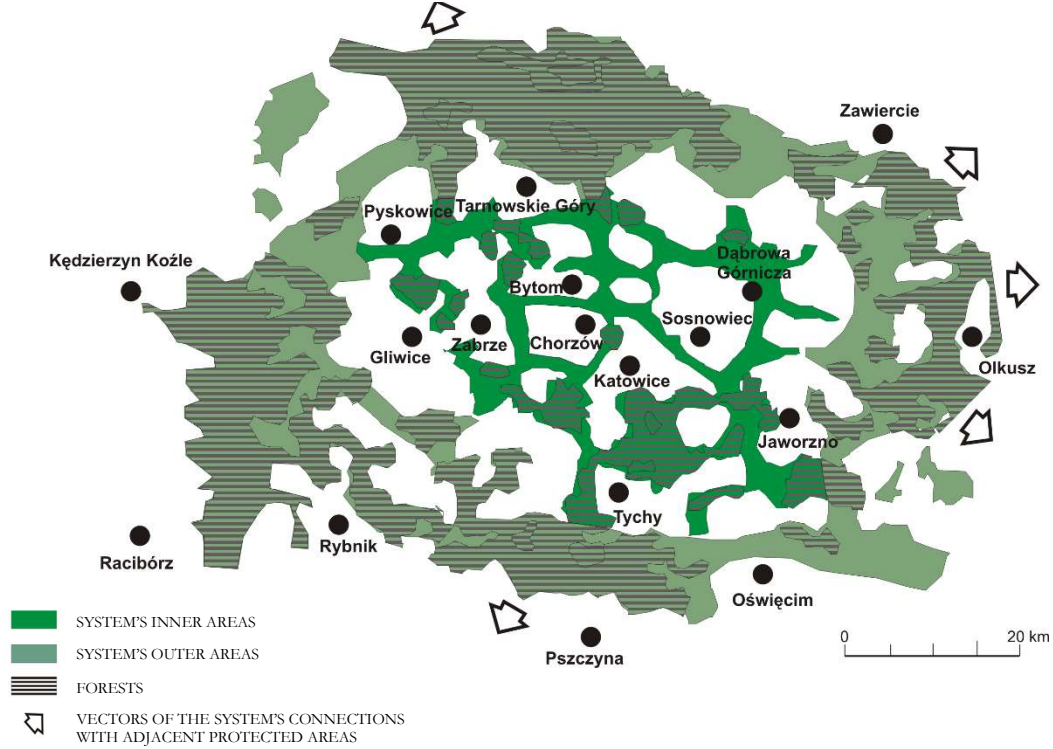 Zawiercie
Tarnowskie Góry
Pyskowice
Dąbrowa
Górnicza
Kędzierzyn Koźle
Bytom
Sosnowiec
Gliwice
Zabrze
Chorzów
Olkusz
Katowice
Jaworzno
Tychy
Rybnik
Racibórz
Oświęcim
Pszczyna
0 20 km
SYSTEM'S INNER AREAS
SYSTEM'S OUTER AREAS
FORESTS
VECTORS OF THE SYSTEM'S CONNECTIONS
WITH ADJACENT PROTECTED AREAS